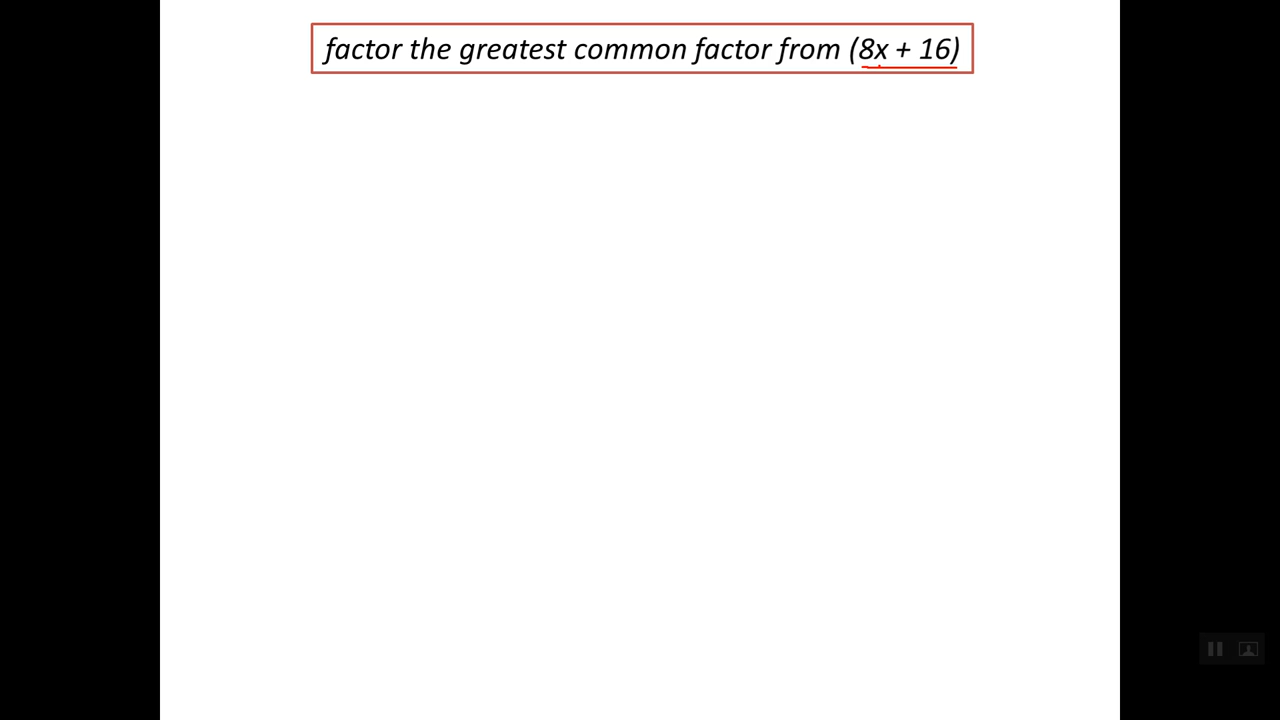 factor the greatest common factor from (8x + 16)